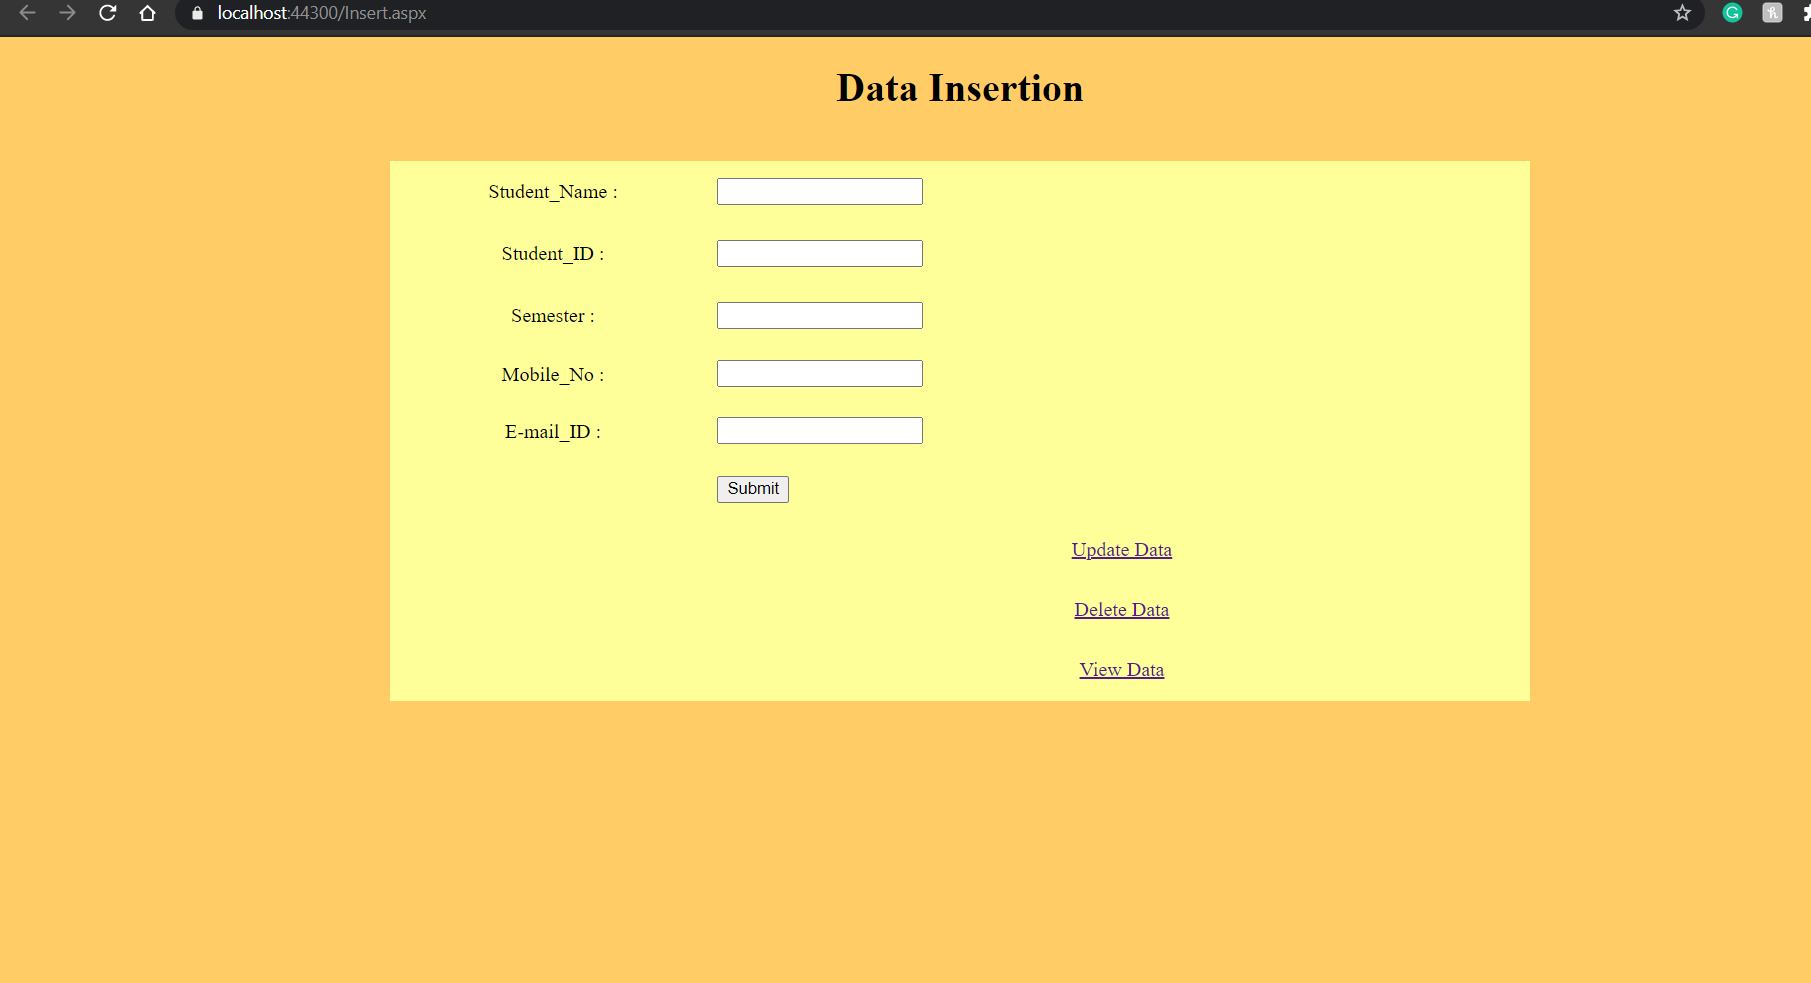 localhost:44300/Insert.aspx
Data Insertion
Student_Name :
Student_ID :
Semester :
Mobile_No :
E-mail_ID :
Submit
Update Data
Delete Data
View Data